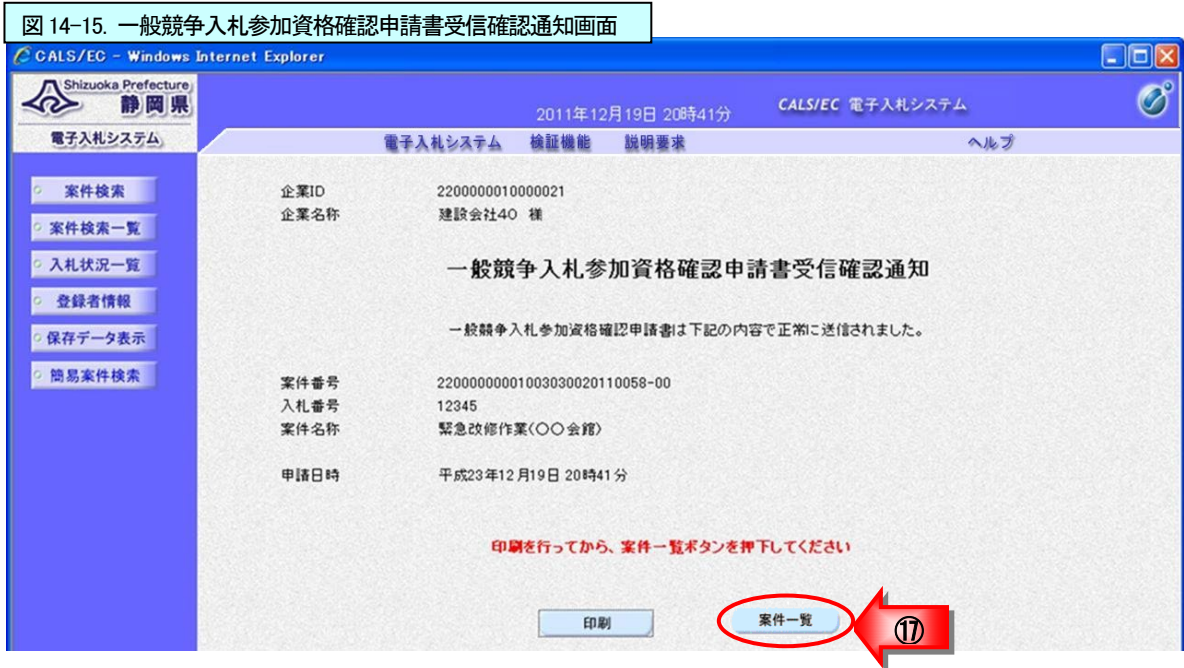 図 14-15. 一般競争入札参加資格確認申請書受信確認通知画面
CALS/EC - Windows Internet Explorer
Shizuoka Prefecture
静岡県
2011年12月19日 20時41分
CALS/EC 電子入札システム
電子入札システム
電子入札システム 検証機能 説明要求 ヘルプ
案件検索
案件検索一覧
入札状況一覧
登録者情報
保存データ表示
簡易案件検索
企業ID 2200000010000021
企業名称 建設会社40 様
一般競争入札参加資格確認申請書受信確認通知
一般競争入札参加資格確認申請書は下記の内容で正常に送信されました。
案件番号 22000000001003030020110058-00
入札番号 12345
案件名称 緊急改修作業(〇〇会館)
申請日時 平成23年12月19日 20時41分
印刷を行ってから、案件一覧ボタンを押下してください
印刷
案件一覧
⑰